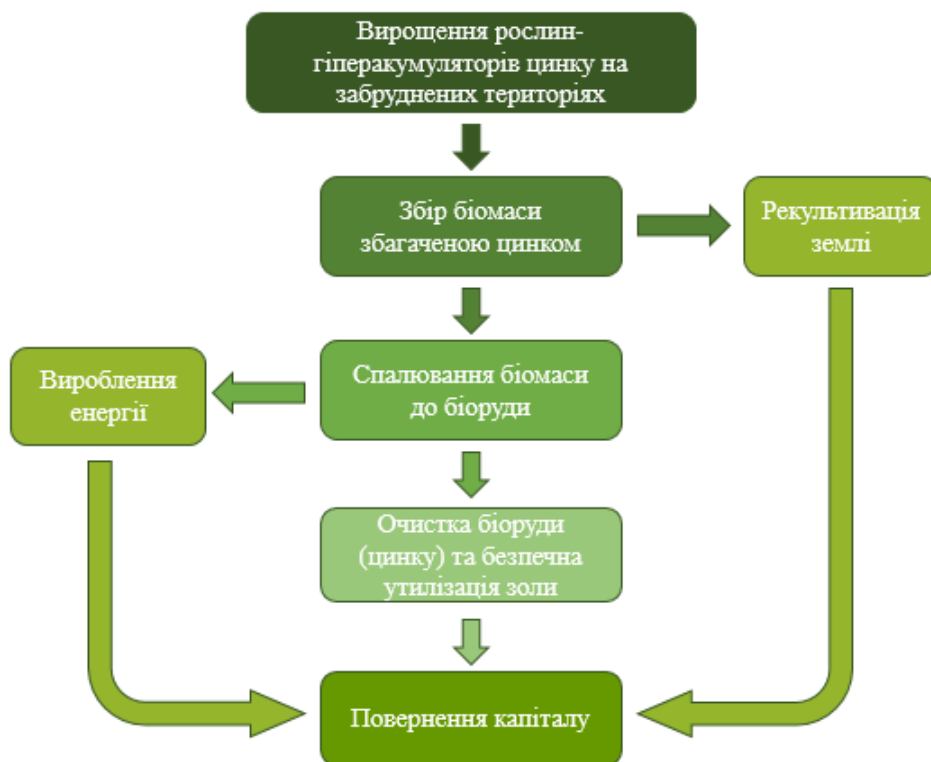 Вирощення рослин-
гіперакумуляторів цинку на
забруднених територіях
Збір біомаси
збагаченою цинком
Рекультивація
землі
Вироблення
енергії
Спалювання біомаси
до біоруди
Очистка біоруди
(цинку) та безпечна
утилізація золи
Повернення капіталу